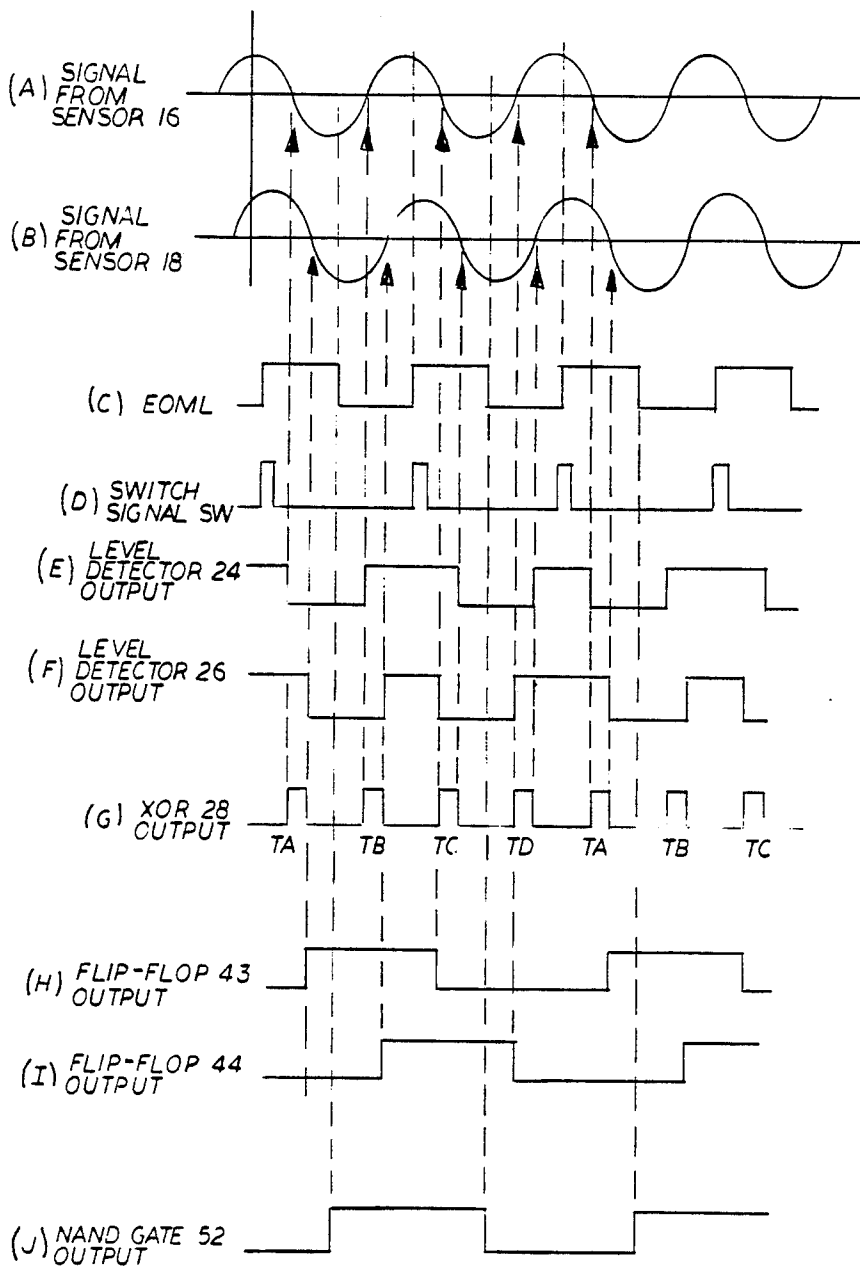 (A) SIGNAL
FROM
SENSOR 16
(B) SIGNAL
FROM
SENSOR 18
(C) EOML
(D) SWITCH
SIGNAL SW
(E) LEVEL
DETECTOR 24
OUTPUT
(F) LEVEL
DETECTOR 26
OUTPUT
(G) XOR 28
OUTPUT
TA TB TC TD TA TB TC
(H) FLIP-FLOP 43
OUTPUT
(I) FLIP-FLOP 44
OUTPUT
(J) NAND GATE 52
OUTPUT